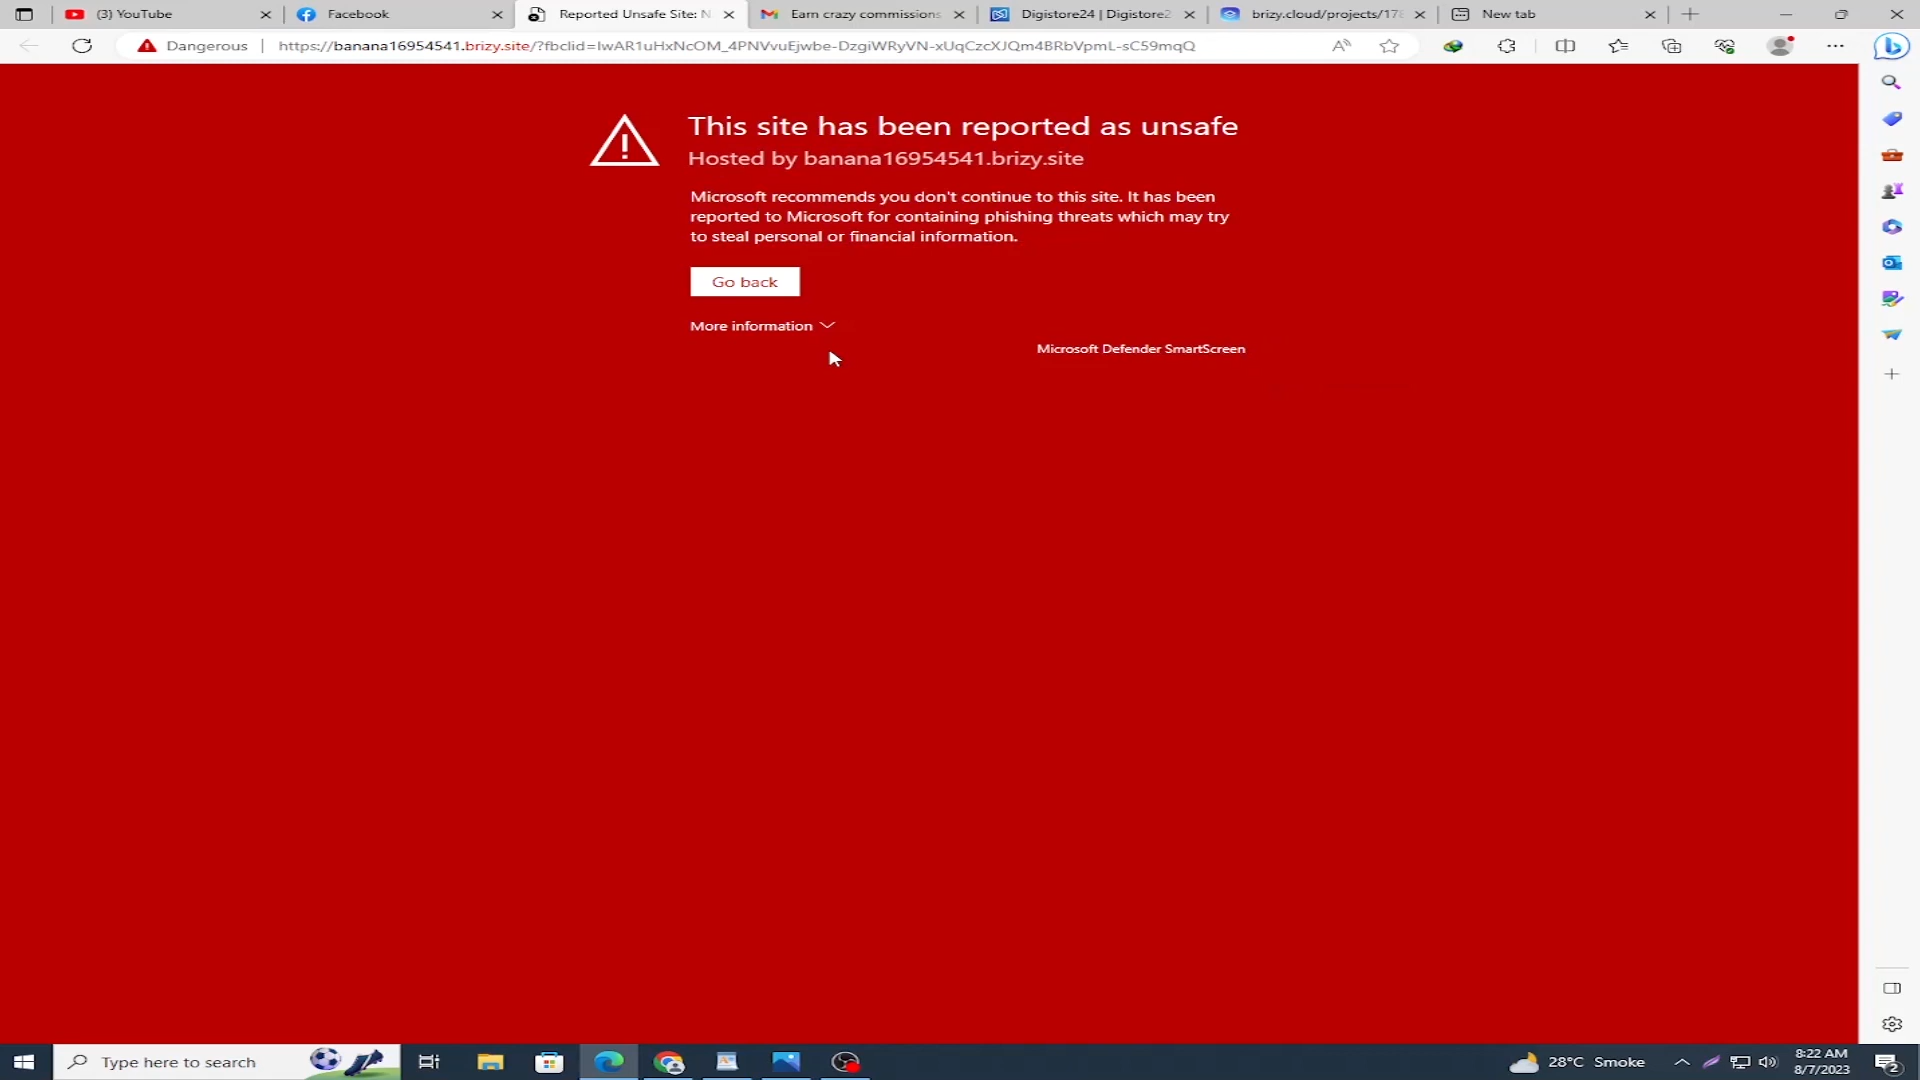 (3) YouTube
Facebook
Reported Unsafe Site: N
Earn crazy commissions
Digistore24 | Digistore2
brizy.cloud/projects/178
New tab
Dangerous
https://banana16954541.brizy.site/?fbclid=IwAR1uHxNcOM_4PNVvuEjwbe-DzgiWRyVN-xUqCzcXJQm4BRbVpmL-sC59mqQ
This site has been reported as unsafe
Hosted by banana16954541.brizy.site
Microsoft recommends you don't continue to this site. It has been
reported to Microsoft for containing phishing threats which may try
to steal personal or financial information.
Go back
More information
Microsoft Defender SmartScreen
Type here to search
28°C Smoke
8:22 AM
8/7/2023
2